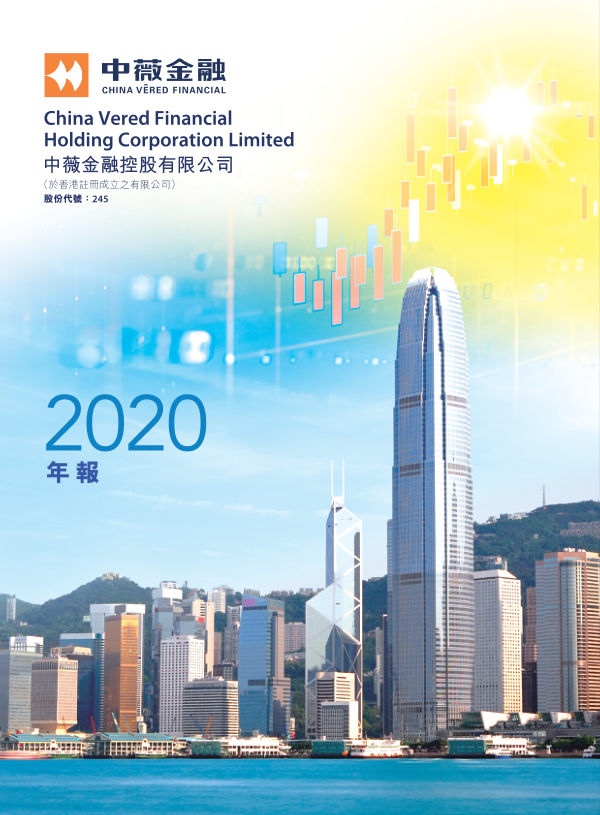 中薇金融
CHINA VĒRED FINANCIAL
China Vered Financial
Holding Corporation Limited
中薇金融控股有限公司
（於香港註冊成立之有限公司）
股份代號：245
2020
年報